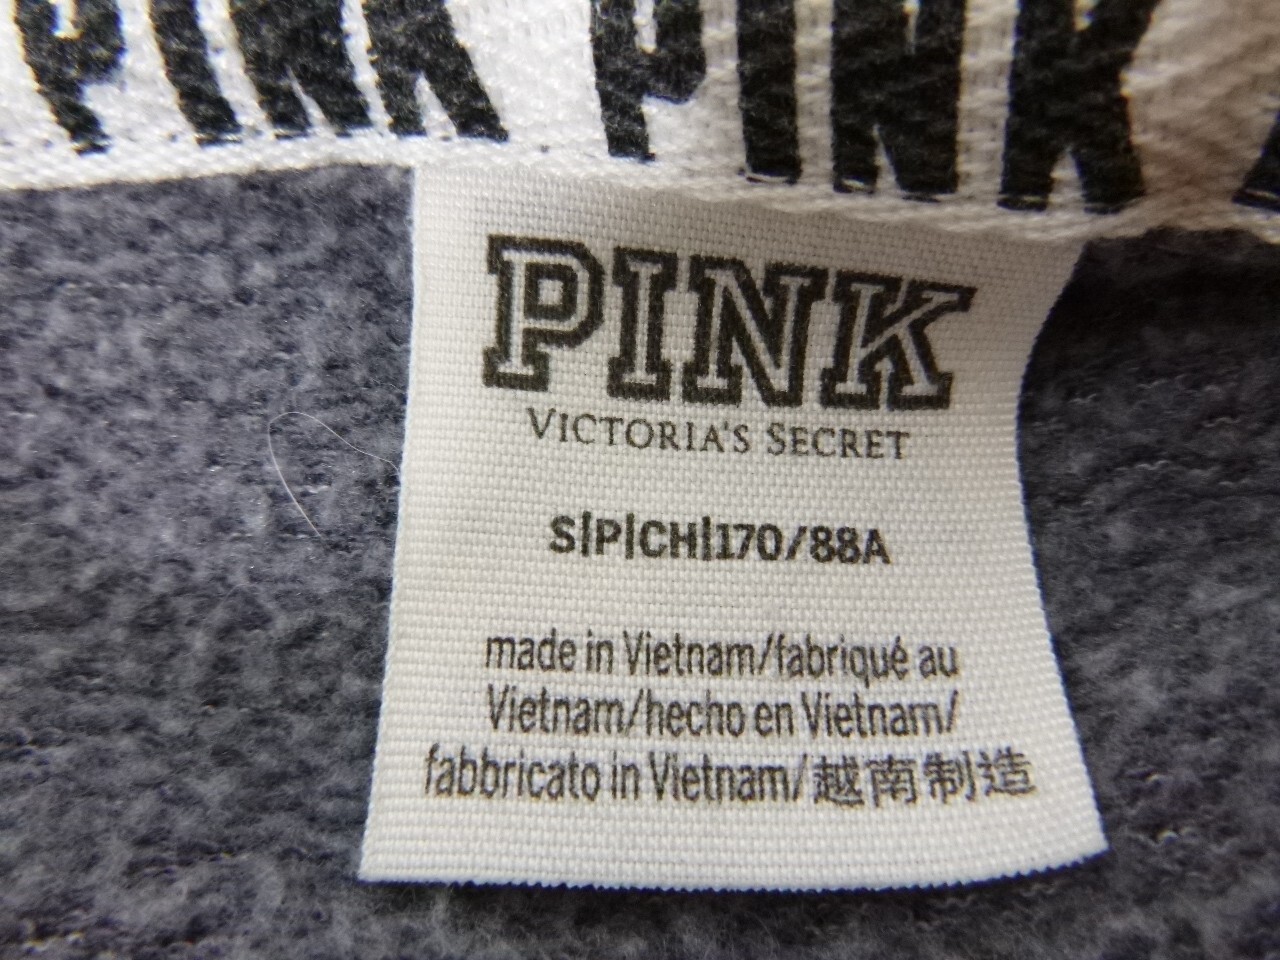 PINK PINK
PINK
VICTORIA'S SECRET
S|P|CH|170/88A
made in Vietnam/fabriqué au
Vietnam/hecho en Vietnam/
fabbricato in Vietnam/越南制造